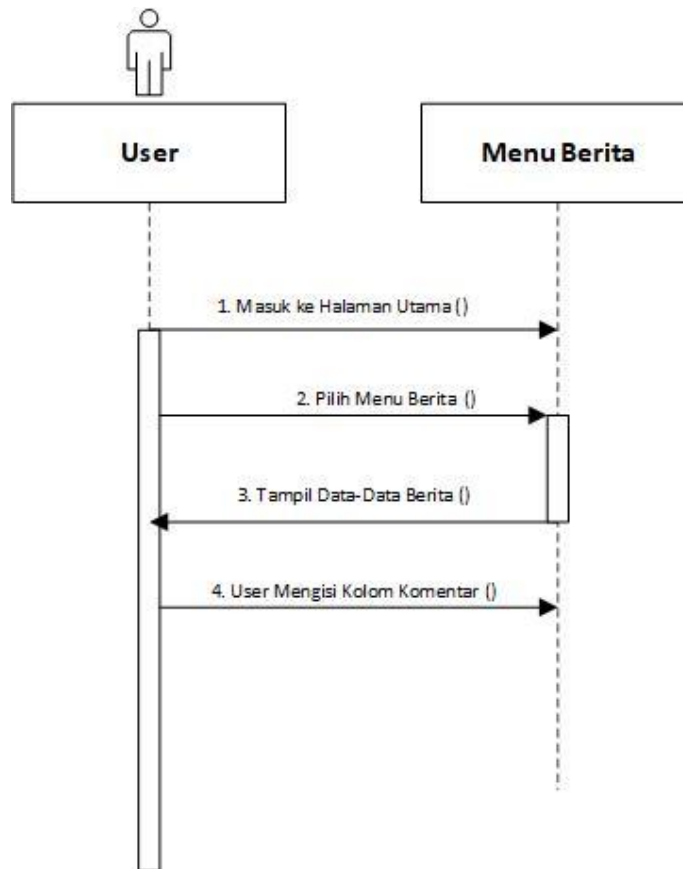 User
Menu Berita
1. Masuk ke Halaman Utama ()
2. Pilih Menu Berita ()
3. Tampil Data-Data Berita ()
4. User Mengisi Kolom Komentar ()